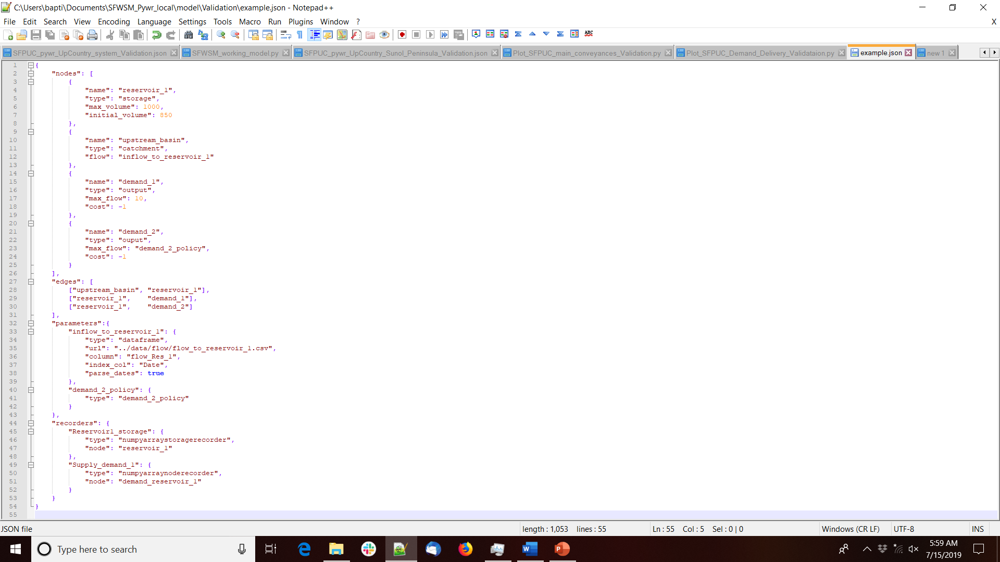 C:\Users\bapti\Documents\SFWSM_Pywr_local\model\Validation\example.json - Notepad++
File Edit Search View Encoding Language Settings Tools Macro Run Plugins Window ? X
ABC
SFPUC_pywr_UpCountry_system_Validation.json SFWSM_working_model.py SFPUC_pywr_UpCountry_Sunol_Peninsula_Validation.json Plot_SFPUC_main_conveyances_Validation.py Plot_SFPUC_Demand_Delivery_Validataion.py example.json new 1
1 {
2 "nodes": [
3 {
4 "name": "reservoir_1",
5 "type": "storage",
6 "max_volume": 1000,
7 "initial_volume": 850
8 },
9 {
10 "name": "upstream_basin",
11 "type": "catchment",
12 "flow": "inflow_to_reservoir_1"
13 },
14 {
15 "name": "demand_1",
16 "type": "output",
17 "max_flow": 10,
18 "cost": -1
19 },
20 {
21 "name": "demand_2",
22 "type": "ouput",
23 "max_flow": "demand_2_policy",
24 "cost": -1
25 }
26 ],
27 "edges": [
28 ["upstream_basin", "reservoir_1"],
29 ["reservoir_1", "demand_1"],
30 ["reservoir_1", "demand_2"]
31 ],
32 "parameters":{
33 "inflow_to_reservoir_1": {
34 "type": "dataframe",
35 "url": "../data/flow/flow_to_reservoir_1.csv",
36 "column": "flow_Res_1",
37 "index_col": "Date",
38 "parse_dates": true
39 },
40 "demand_2_policy": {
41 "type": "demand_2_policy"
42 }
43 },
44 "recorders": {
45 "Reservoir1_storage": {
46 "type": "numpyarraystoragerecorder",
47 "node": "reservoir_1"
48 },
49 "Supply_demand_1": {
50 "type": "numpyarraynoderecorder",
51 "node": "demand_reservoir_1"
52 }
53 }
54 }
55
JSON file length : 1,053 lines : 55 Ln : 55 Col : 5 Sel : 0 | 0 Windows (CR LF) UTF-8 INS
Type here to search
5:59 AM
7/15/2019